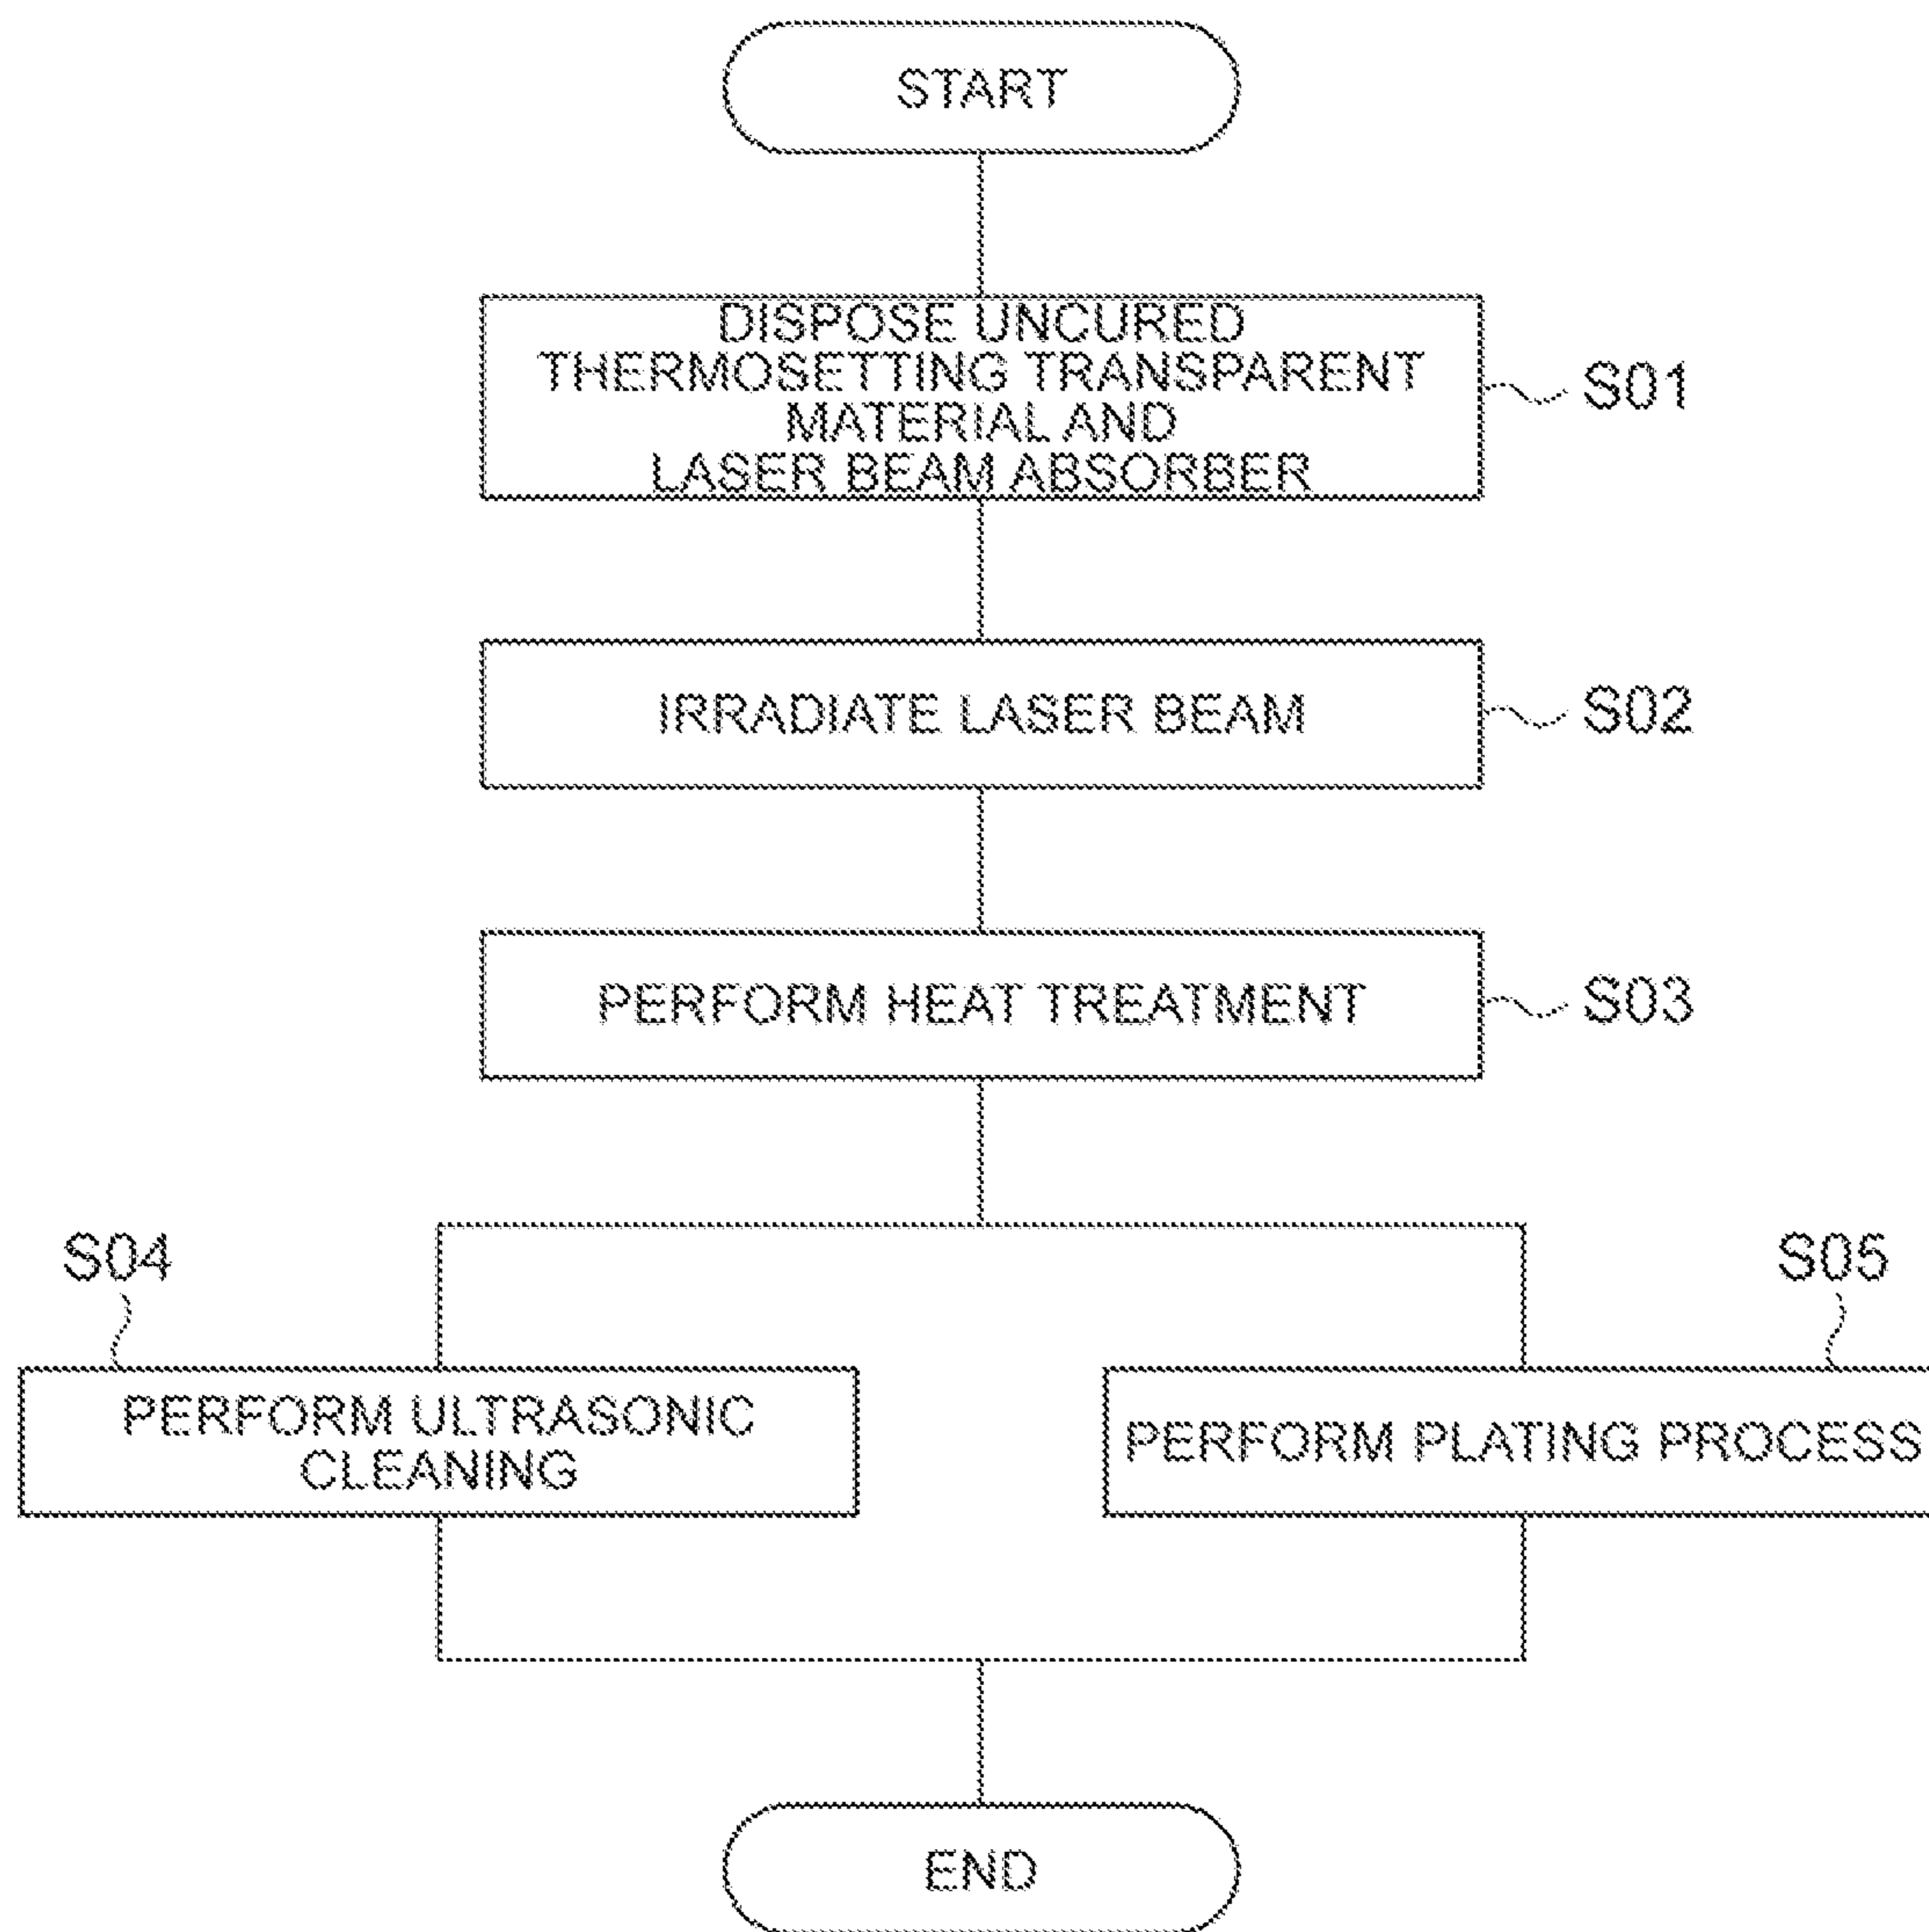 START
DISPOSE UNCURED
THERMOSETTING TRANSPARENT
MATERIAL AND
LASER BEAM ABSORBER
S01
IRRADIATE LASER BEAM
S02
PERFORM HEAT TREATMENT
S03
S04
S05
PERFORM ULTRASONIC
CLEANING
PERFORM PLATING PROCESS
END